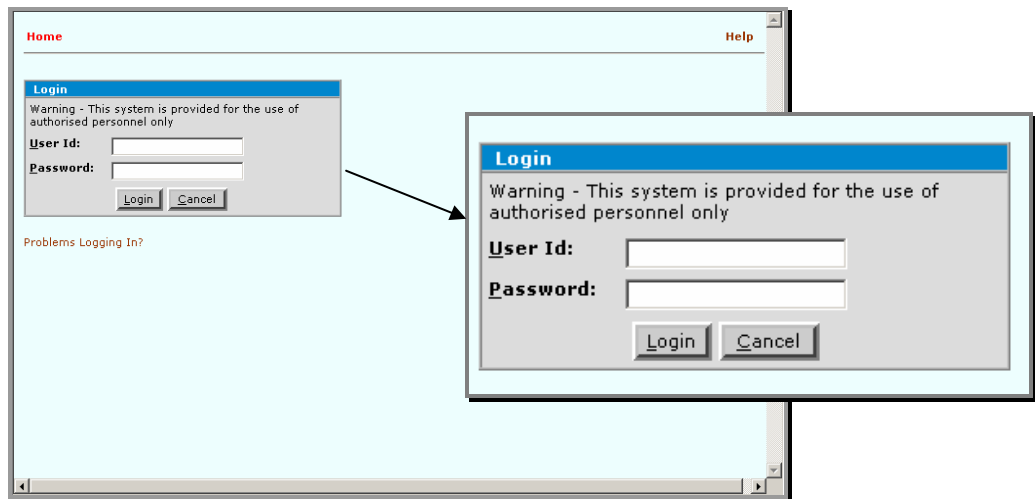 Home
Help
Login
Warning - This system is provided for the use of
authorised personnel only
User Id:
Password:
Login
Cancel
Problems Logging In?
Login
Warning - This system is provided for the use of
authorised personnel only
User Id:
Password:
Login
Cancel